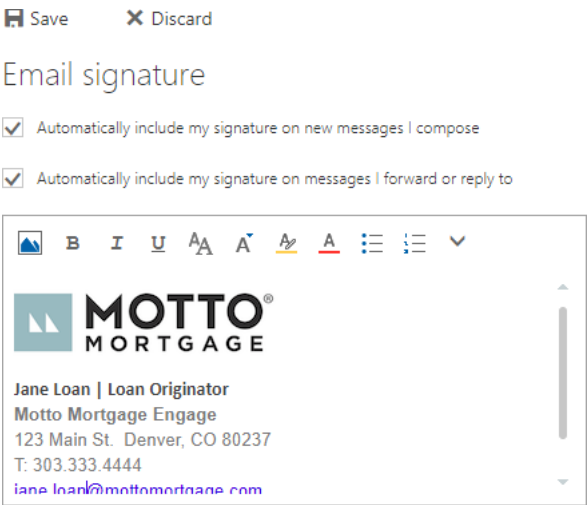 Save
Discard
Email signature
Automatically include my signature on new messages I compose
Automatically include my signature on messages I forward or reply to
B I U AA A A A
MOTTO®
MORTGAGE
Jane Loan | Loan Originator
Motto Mortgage Engage
123 Main St.  Denver, CO 80237
T: 303.333.4444
jane.loan@mottomortgage.com